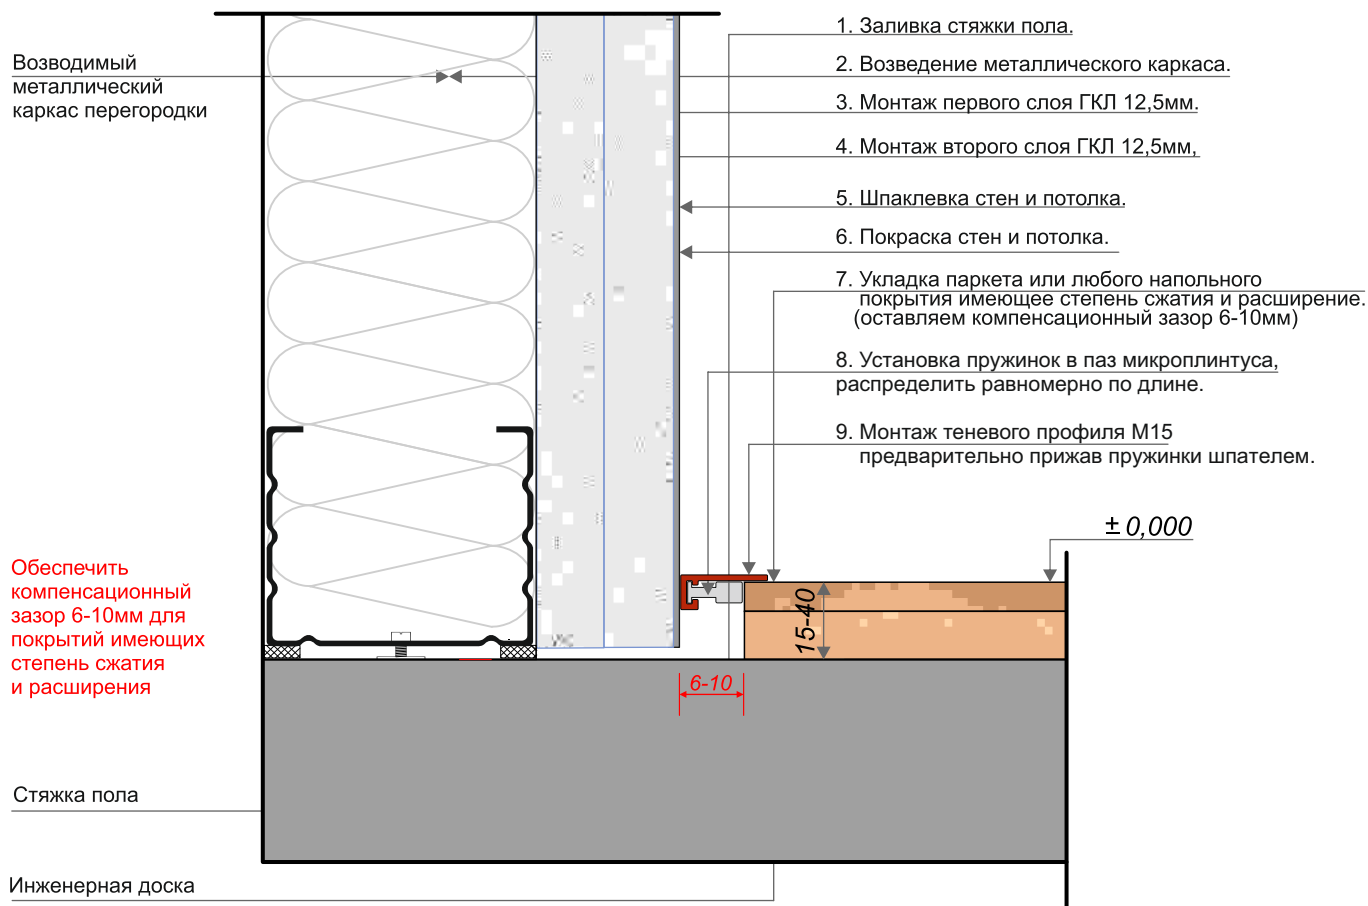 Возводимый
металлический
каркас перегородки
1. Заливка стяжки пола.
2. Возведение металлического каркаса.
3. Монтаж первого слоя ГКЛ 12,5мм.
4. Монтаж второго слоя ГКЛ 12,5мм,
5. Шпаклевка стен и потолка.
6. Покраска стен и потолка.
7. Укладка паркета или любого напольного
покрытия имеющее степень сжатия и расширение.
(оставляем компенсационный зазор 6-10мм)
8. Установка пружинок в паз микроплинтуса,
распределить равномерно по длине.
9. Монтаж теневого профиля М15
предварительно прижав пружинки шпателем.
± 0,000
Обеспечить
компенсационный
зазор 6-10мм для
покрытий имеющих
степень сжатия
и расширения
15-40
6-10
Стяжка пола
Инженерная доска